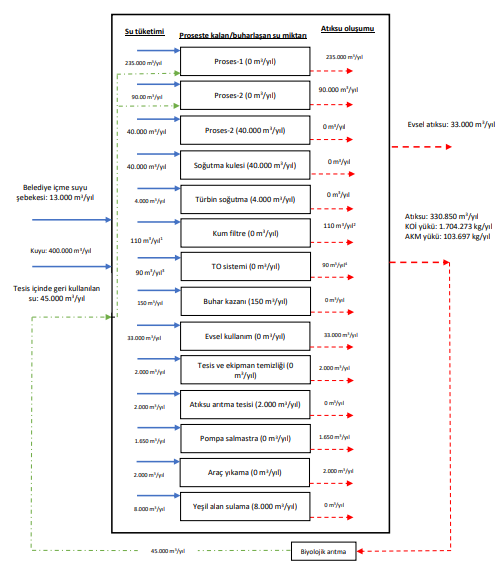 Su tüketimi
Proseste kalan/buharlaşan su miktarı
Atıksu oluşumu
235.000 m³/yıl
Proses-1 (0 m³/yıl)
235.000 m³/yıl
90.00 m³/yıl
Proses-2 (0 m³/yıl)
90.000 m³/yıl
40.000 m³/yıl
Proses-2 (40.000 m³/yıl)
0 m³/yıl
40.000 m³/yıl
Soğutma kulesi (40.000 m³/yıl)
0 m³/yıl
4.000 m³/yıl
Türbin soğutma (4.000 m³/yıl)
0 m³/yıl
110 m³/yıl²
Kum filtre (0 m³/yıl)
110 m³/yıl²
90 m³/yıl³
TO sistemi (0 m³/yıl)
90 m³/yıl³
150 m³/yıl
Buhar kazanı (150 m³/yıl)
0 m³/yıl
33.000 m³/yıl
Evsel kullanım (0 m³/yıl)
33.000 m³/yıl
2.000 m³/yıl
Tesis ve ekipman temizliği (0
m³/yıl)
2.000 m³/yıl
2.000 m³/yıl
Atıksu arıtma tesisi (2.000 m³/yıl)
0 m³/yıl
1.650 m³/yıl
Pompa salmastra (0 m³/yıl)
1.650 m³/yıl
2.000 m³/yıl
Araç yıkama (0 m³/yıl)
2.000 m³/yıl
8.000 m³/yıl
Yeşil alan sulama (8.000 m³/yıl)
0 m³/yıl
Belediye içme suyu
şebekesi: 13.000 m³/yıl
Kuyu: 400.000 m³/yıl
Tesis içinde geri kullanılan
su: 45.000 m³/yıl
Evsel atıksu: 33.000 m³/yıl
Atıksu: 330.850 m³/yıl
KOİ yükü: 1.704.273 kg/yıl
AKM yükü: 103.697 kg/yıl
45.000 m³/yıl
Biyolojik arıtma